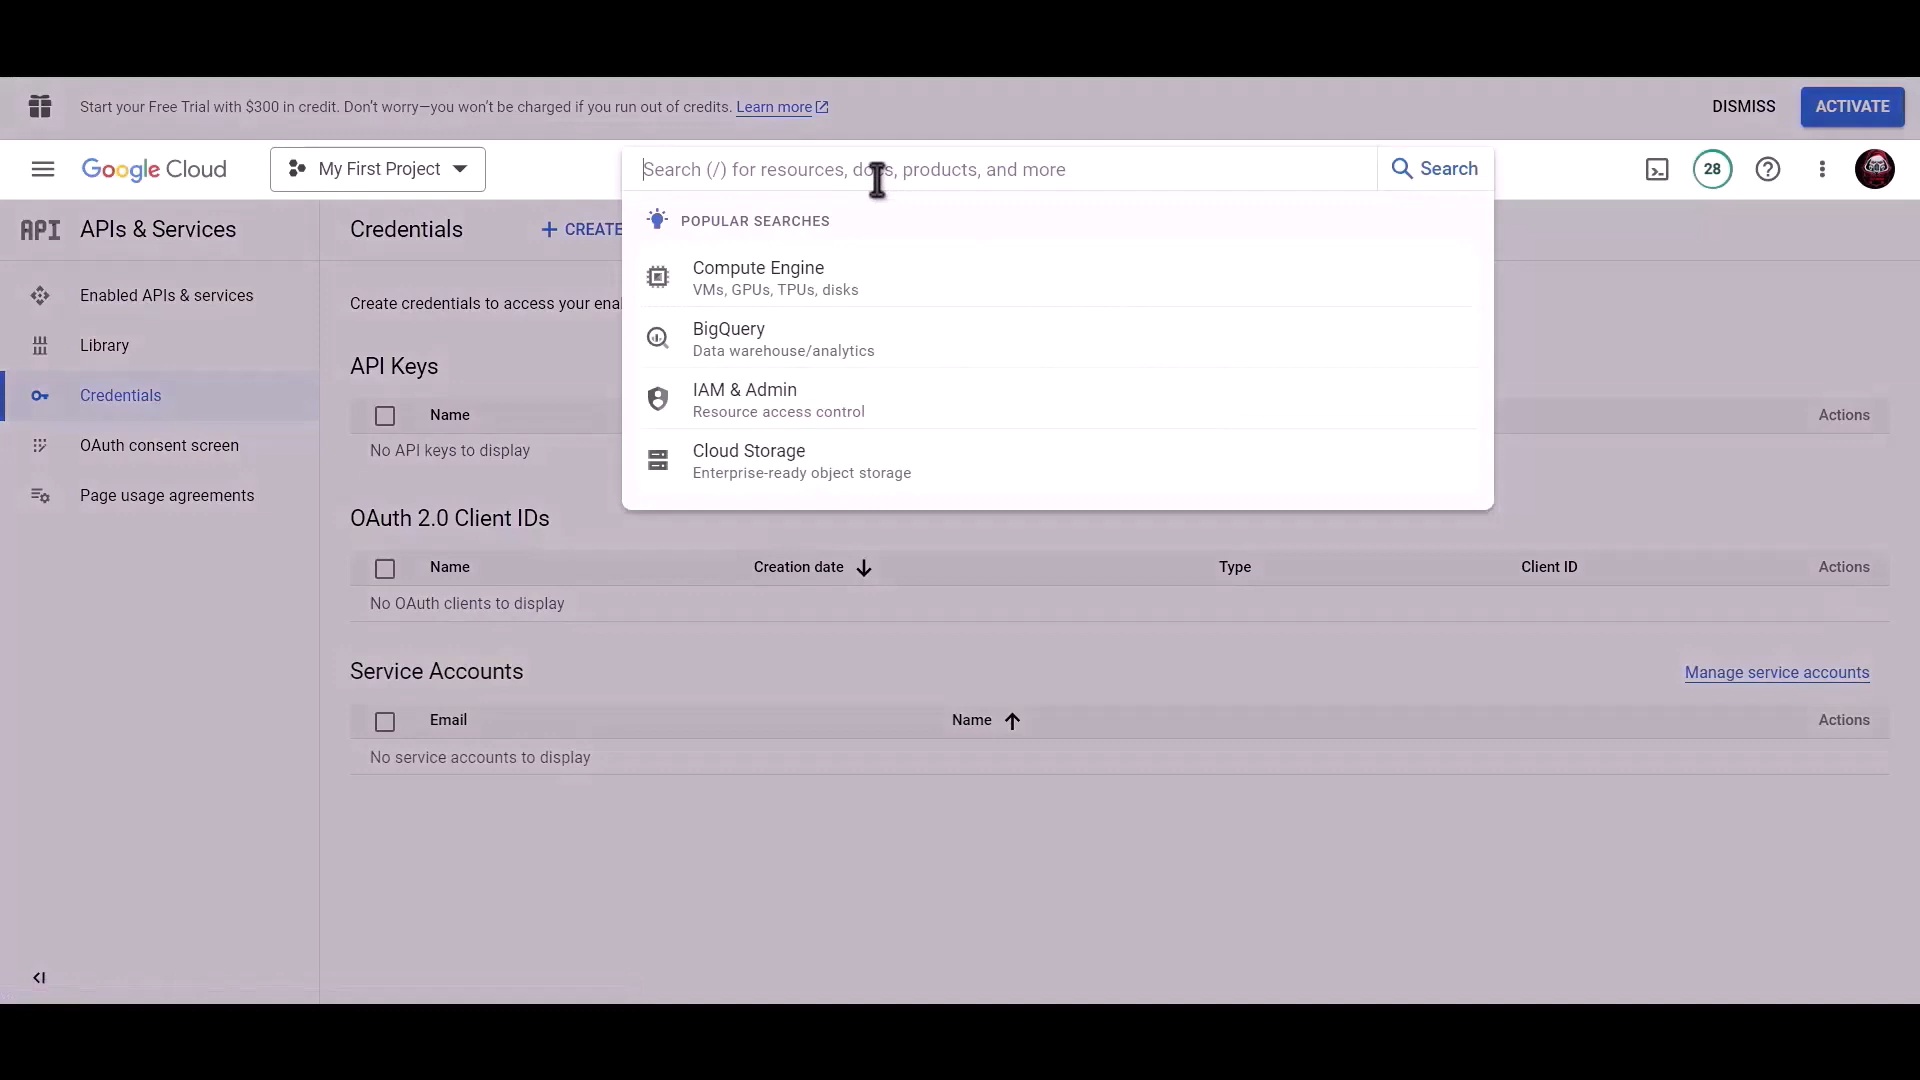 Start your Free Trial with $300 in credit. Don't worry—you won't be charged if you run out of credits. Learn more
DISMISS
ACTIVATE
Google Cloud
My First Project
Search (/) for resources, docs, products, and more
Search
28
API
APIs & Services
Credentials
+ CREATE
POPULAR SEARCHES
Compute Engine
VMs, GPUs, TPUs, disks
BigQuery
Data warehouse/analytics
IAM & Admin
Resource access control
Cloud Storage
Enterprise-ready object storage
Enabled APIs & services
Library
Credentials
OAuth consent screen
Page usage agreements
Create credentials to access your ena
API Keys
Name
Actions
No API keys to display
OAuth 2.0 Client IDs
Name
Creation date
Type
Client ID
Actions
No OAuth clients to display
Service Accounts
Manage service accounts
Email
Name
Actions
No service accounts to display